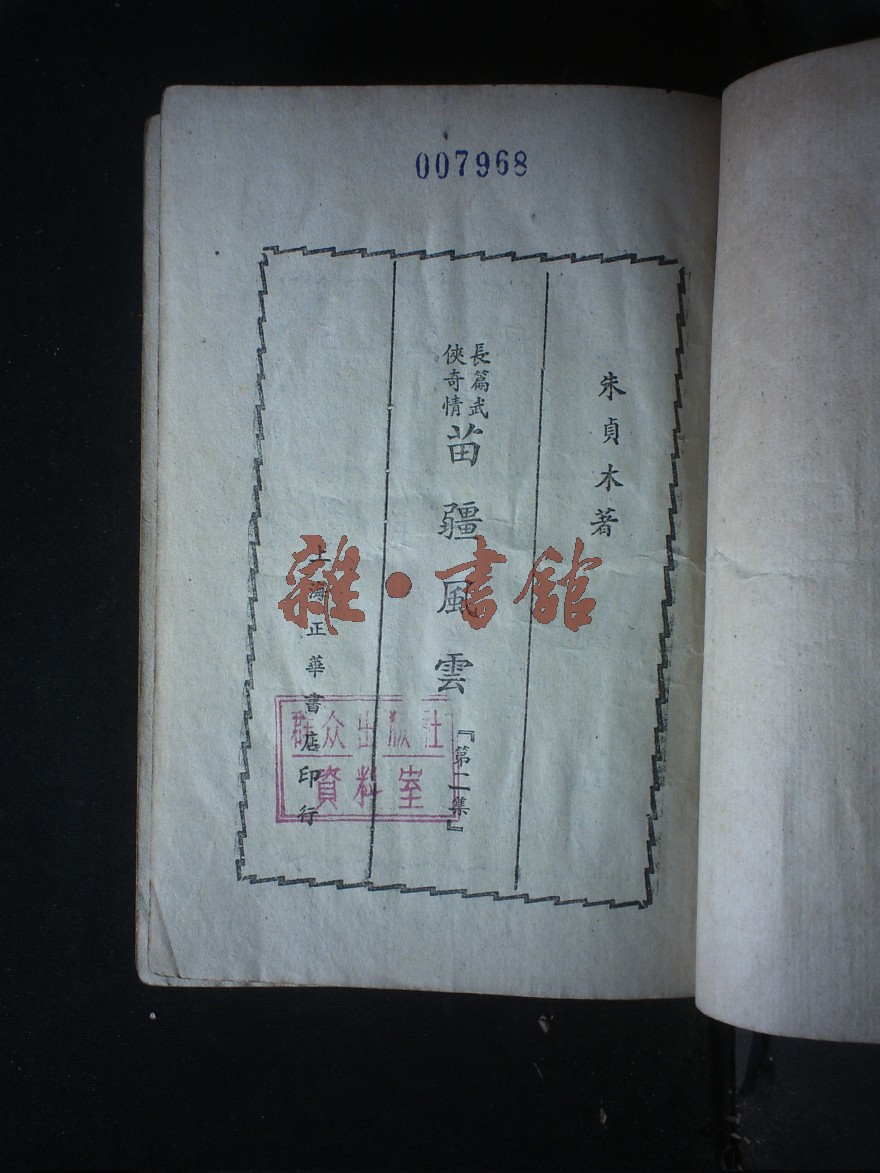 007968
朱貞木著
長篇武
俠奇情
苗疆風雲
『第二集』
上海正華書店印行
群众出版社
資料室
雜·書館